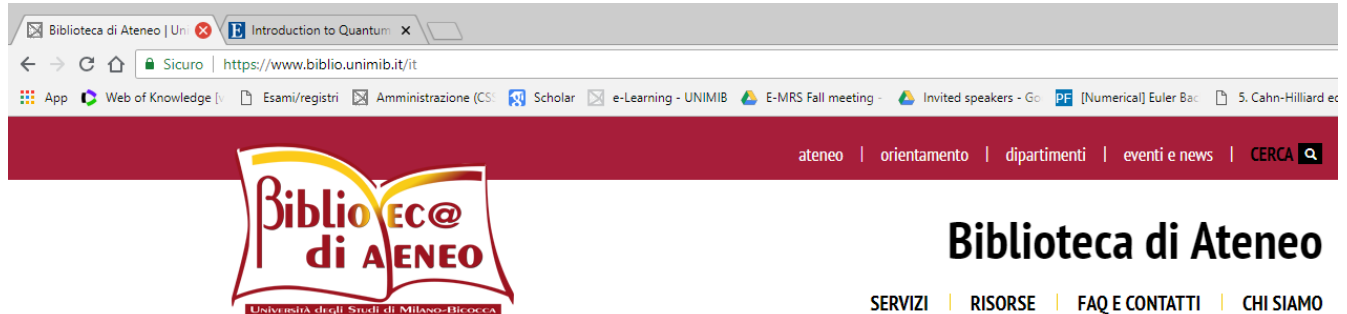 Biblioteca di Ateneo | Uni Introduction to Quantum
Sicuro | https://www.biblio.unimib.it/it
App Web of Knowledge [v Esami/registri Amministrazione (CSS Scholar e-Learning - UNIMIB E-MRS Fall meeting - Invited speakers - Go PF [Numerical] Euler Bac 5. Cahn-Hilliard eq
ateneo | orientamento | dipartimenti | eventi e news | CERCA
Bibliotec@
di Ateneo
Università degli Studi di Milano-Bicocca
Biblioteca di Ateneo
SERVIZI | RISORSE | FAQ E CONTATTI | CHI SIAMO